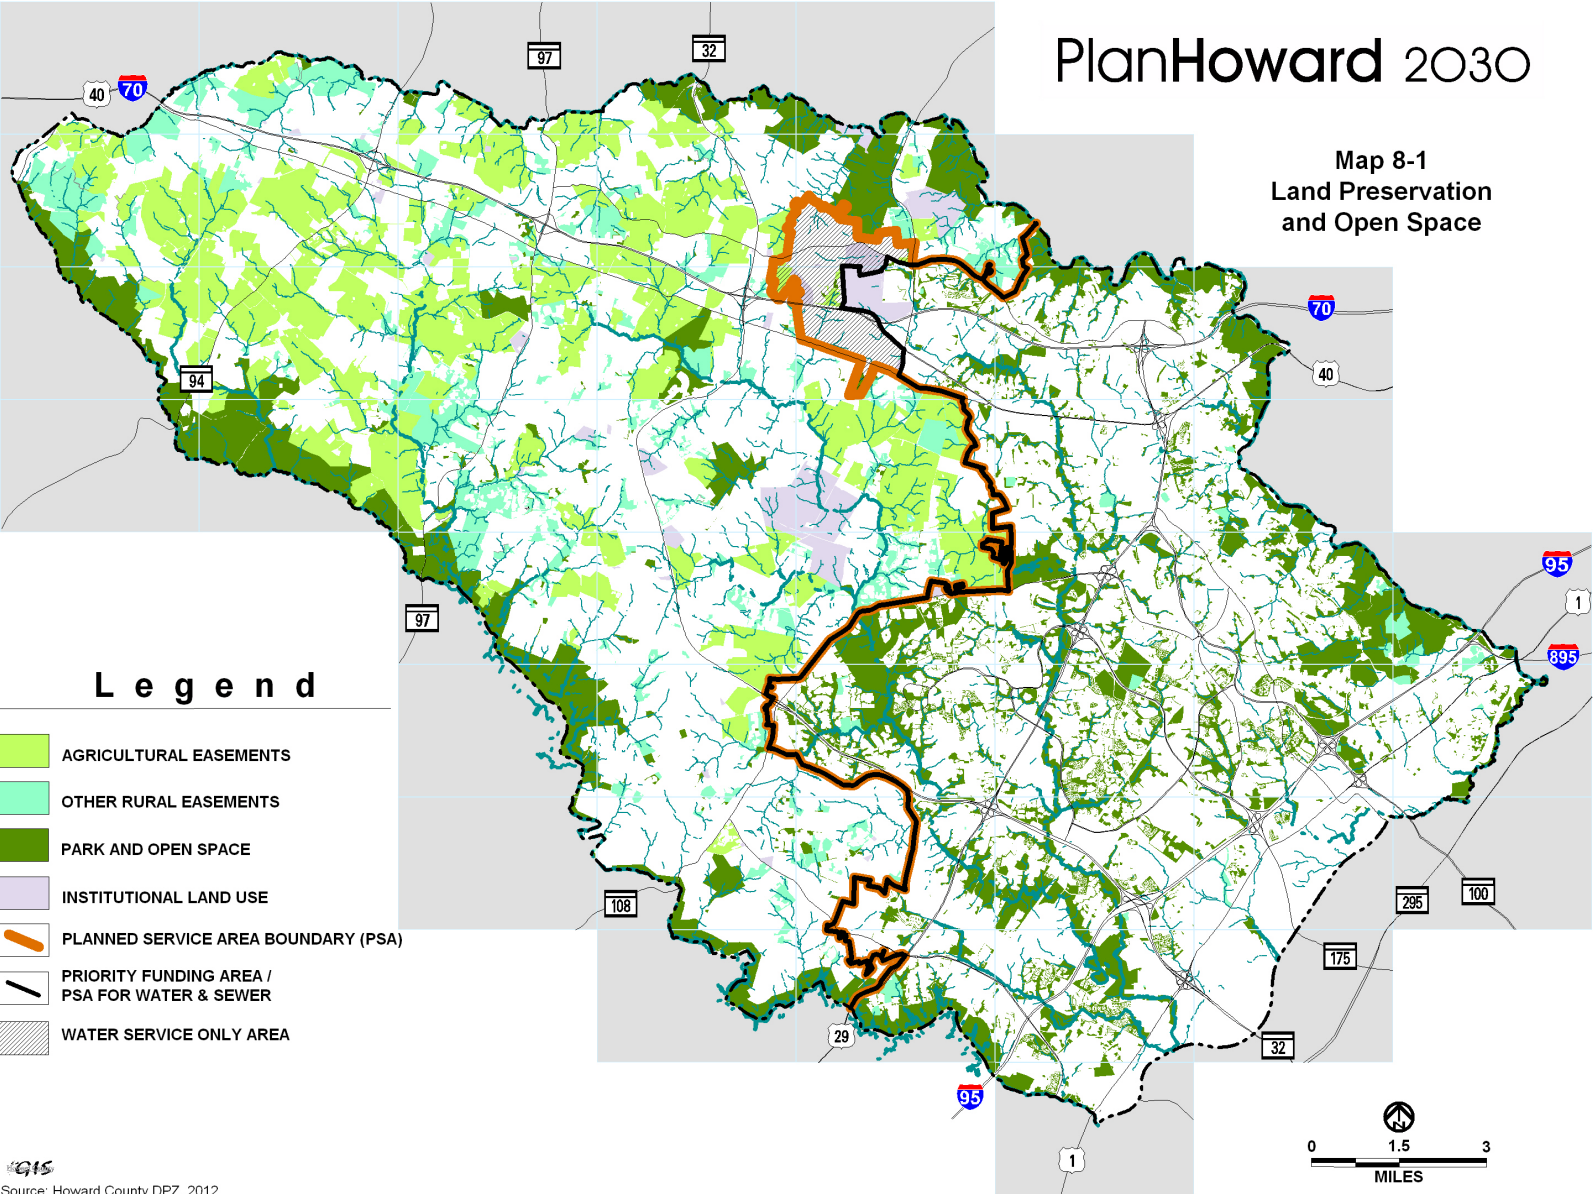 PlanHoward 2030
Map 8-1
Land Preservation
and Open Space
97
32
40
70
70
40
94
97
95
1
895
Legend
AGRICULTURAL EASEMENTS
OTHER RURAL EASEMENTS
PARK AND OPEN SPACE
INSTITUTIONAL LAND USE
PLANNED SERVICE AREA BOUNDARY (PSA)
PRIORITY FUNDING AREA /
PSA FOR WATER & SEWER
WATER SERVICE ONLY AREA
108
295
100
175
29
32
95
1
N
0 1.5 3
MILES
GIS
Source: Howard County DPZ, 2012